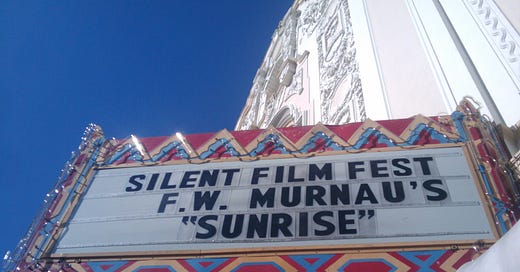 SILENT FILM FEST
F.W. MURNAU'S
"SUNRISE"